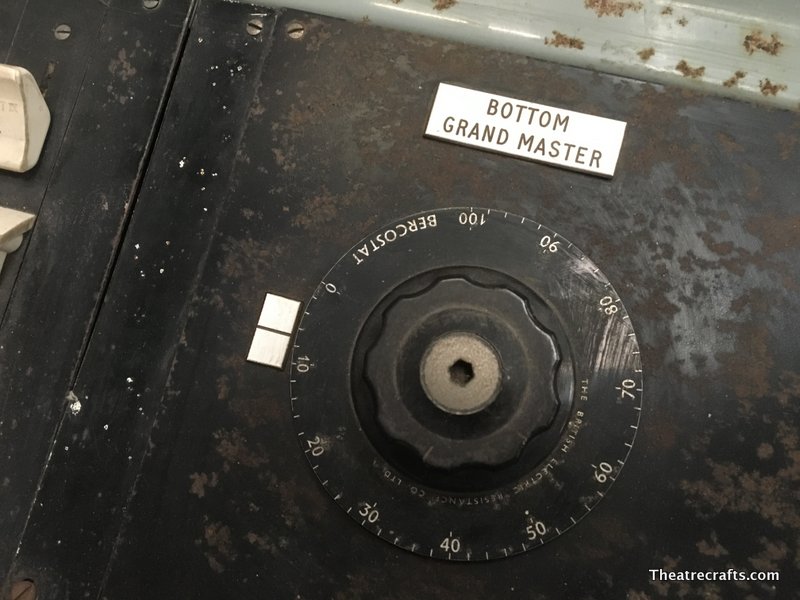 BOTTOM
GRAND MASTER
BERCOSTAT
0
10
20
30
40
50
60
70
80
90
100
THE BRITISH ELECTRIC RESISTANCE CO LTD
Theatrecrafts.com